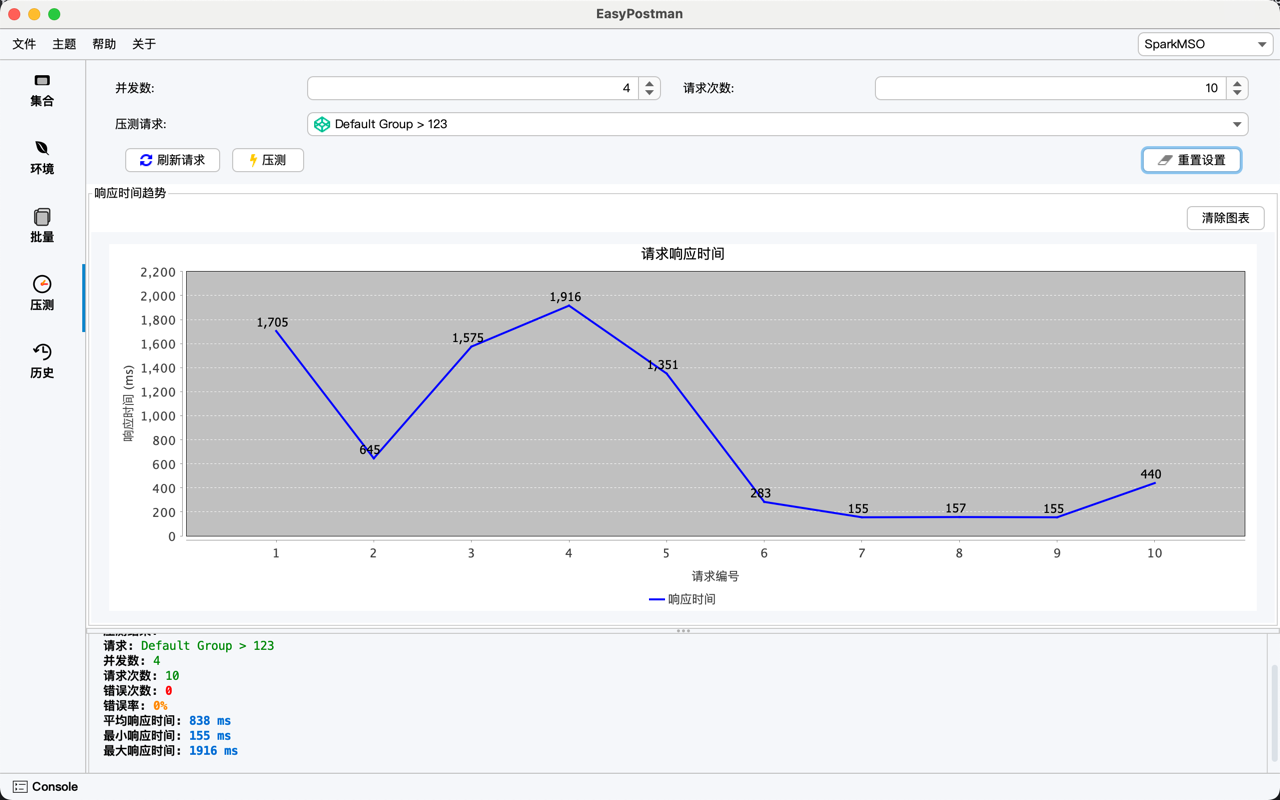 EasyPostman
文件 主题 帮助 关于
SparkMSO
集合
环境
批量
压测
历史
并发数: 4 请求次数: 10
压测请求: Default Group > 123
刷新请求 压测 重置设置
响应时间趋势
清除图表
请求响应时间
响应时间 (ms)
2,200
2,000
1,800
1,600
1,400
1,200
1,000
800
600
400
200
0
1,705
645
1,575
1,916
1,351
283
155
157
155
440
1 2 3 4 5 6 7 8 9 10
请求编号
响应时间
压测结果:
请求: Default Group > 123
并发数: 4
请求次数: 10
错误次数: 0
错误率: 0%
平均响应时间: 838 ms
最小响应时间: 155 ms
最大响应时间: 1916 ms
Console